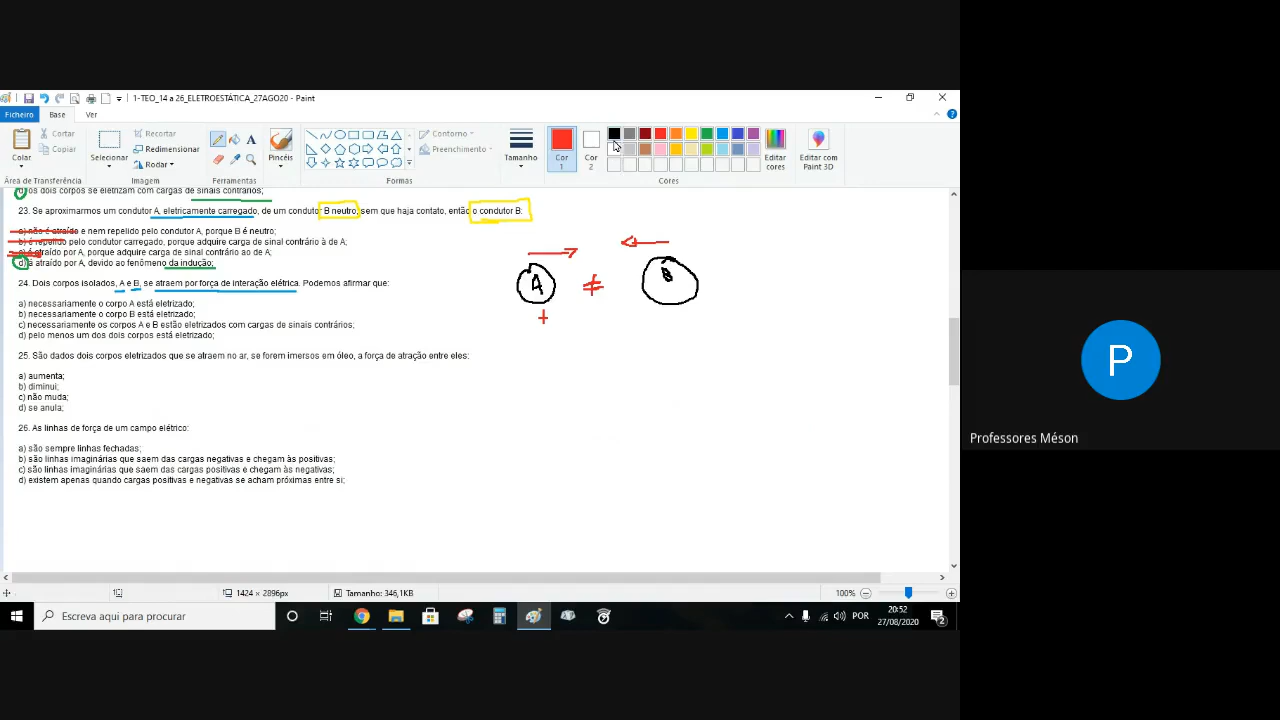 1-TEO_14 a 26_ELETROESTÁTICA_27AGO20 - Paint
Ficheiro Base Ver
Colar
Cortar
Copiar
Área de Transferência
Selecionar
Recortar
Redimensionar
Rodar
Imagem
A
Ferramentas
Pincéis
Contorno
Preenchimento
Formas
Tamanho
Cor 1
Cor 2
Editar cores
Cores
Editar com Paint 3D
d) os dois corpos se eletrizam com cargas de sinais contrários;
23. Se aproximarmos um condutor A, eletricamente carregado, de um condutor B neutro, sem que haja contato, então o condutor B:
a) não é atraído e nem repelido pelo condutor A, porque B é neutro;
b) é repelido pelo condutor carregado, porque adquire carga de sinal contrário à de A;
c) é atraído por A, porque adquire carga de sinal contrário ao de A;
d) é atraído por A, devido ao fenômeno da indução;
24. Dois corpos isolados, A e B, se atraem por força de interação elétrica. Podemos afirmar que:
a) necessariamente o corpo A está eletrizado;
b) necessariamente o corpo B está eletrizado;
c) necessariamente os corpos A e B estão eletrizados com cargas de sinais contrários;
d) pelo menos um dos dois corpos está eletrizado;
25. São dados dois corpos eletrizados que se atraem no ar, se forem imersos em óleo, a força de atração entre eles:
a) aumenta;
b) diminui;
c) não muda;
d) se anula;
26. As linhas de força de um campo elétrico:
a) são sempre linhas fechadas;
b) são linhas imaginárias que saem das cargas negativas e chegam às positivas;
c) são linhas imaginárias que saem das cargas positivas e chegam às negativas;
d) existem apenas quando cargas positivas e negativas se acham próximas entre si;
A ≠ B
+
1424 × 2896px
Tamanho: 346,1KB
100%
Escreva aqui para procurar
POR
20:52
27/08/2020
2
P
Professores Méson